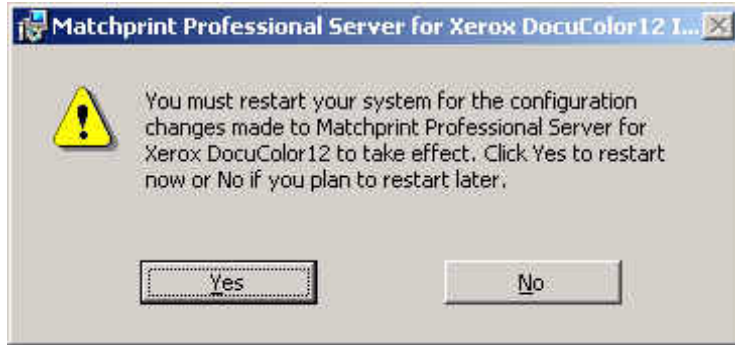 Matchprint Professional Server for Xerox DocuColor12 I...
You must restart your system for the configuration
changes made to Matchprint Professional Server for
Xerox DocuColor12 to take effect. Click Yes to restart
now or No if you plan to restart later.
Yes No